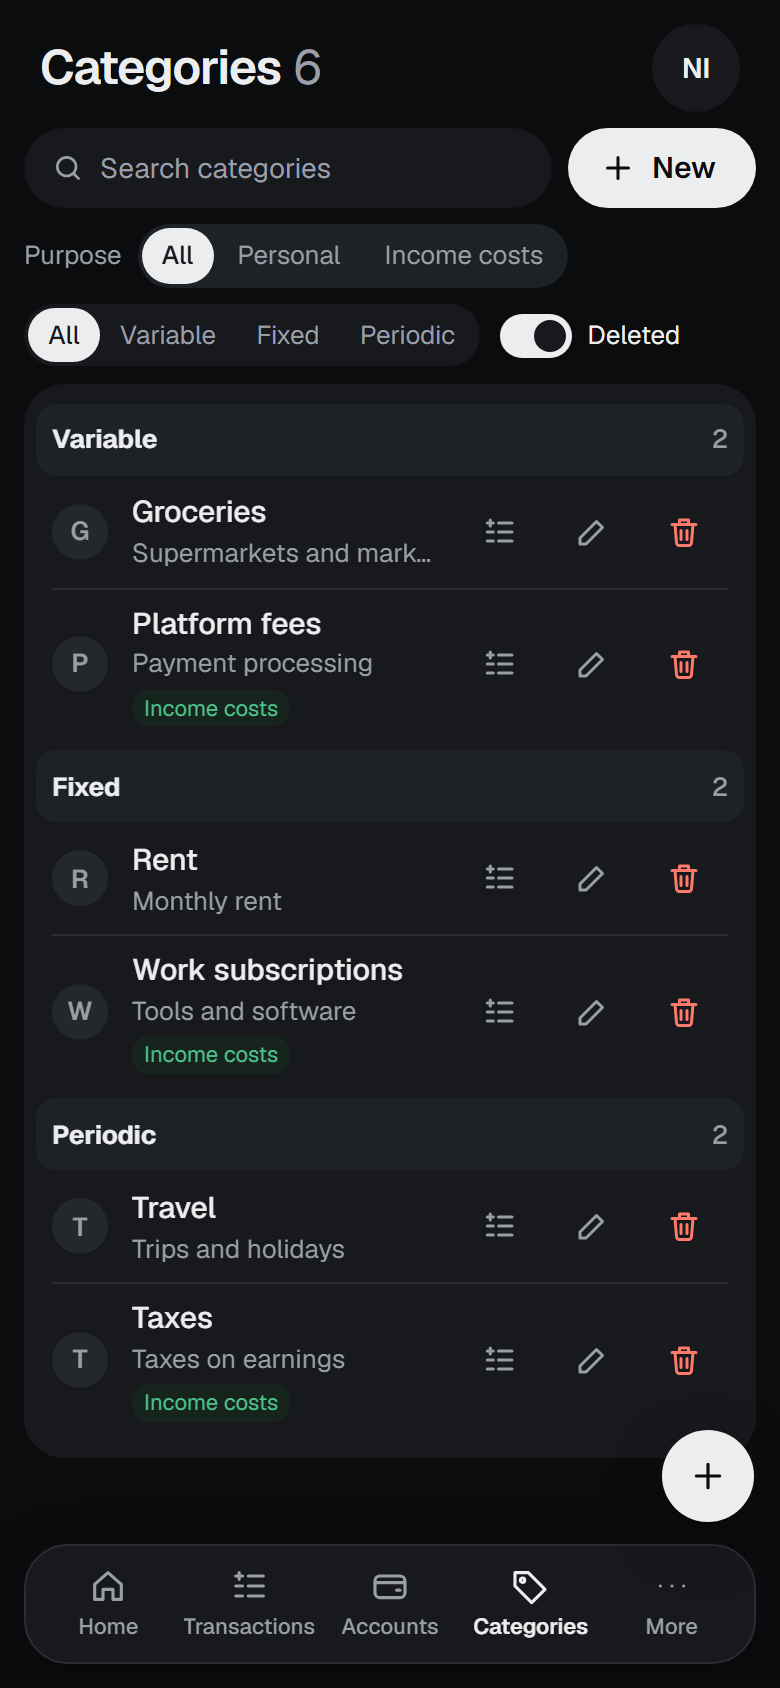 Categories 6
NI
Search categories
New
Purpose All Personal Income costs
All Variable Fixed Periodic Deleted
Variable 2
G
Groceries
Supermarkets and mark...
P
Platform fees
Payment processing
Income costs
Fixed 2
R
Rent
Monthly rent
W
Work subscriptions
Tools and software
Income costs
Periodic 2
T
Travel
Trips and holidays
T
Taxes
Taxes on earnings
Income costs
Home Transactions Accounts Categories More